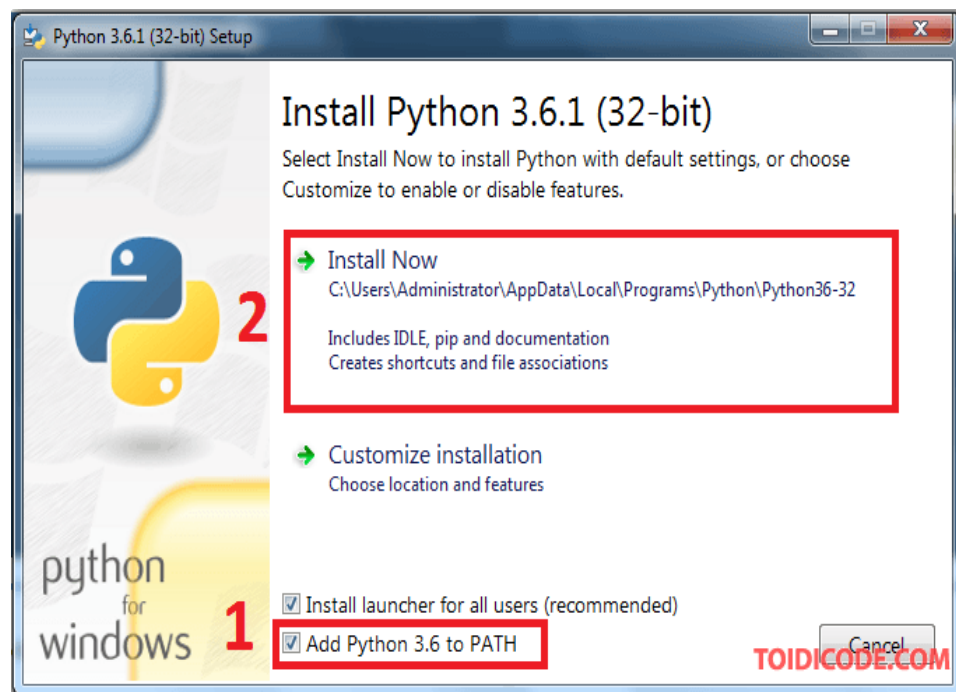 Python 3.6.1 (32-bit) Setup
Install Python 3.6.1 (32-bit)
Select Install Now to install Python with default settings, or choose
Customize to enable or disable features.
Install Now
C:\Users\Administrator\AppData\Local\Programs\Python\Python36-32
2
Includes IDLE, pip and documentation
Creates shortcuts and file associations
Customize installation
Choose location and features
python
for
windows
1
Install launcher for all users (recommended)
Add Python 3.6 to PATH
Cancel
TOIDICODE.COM